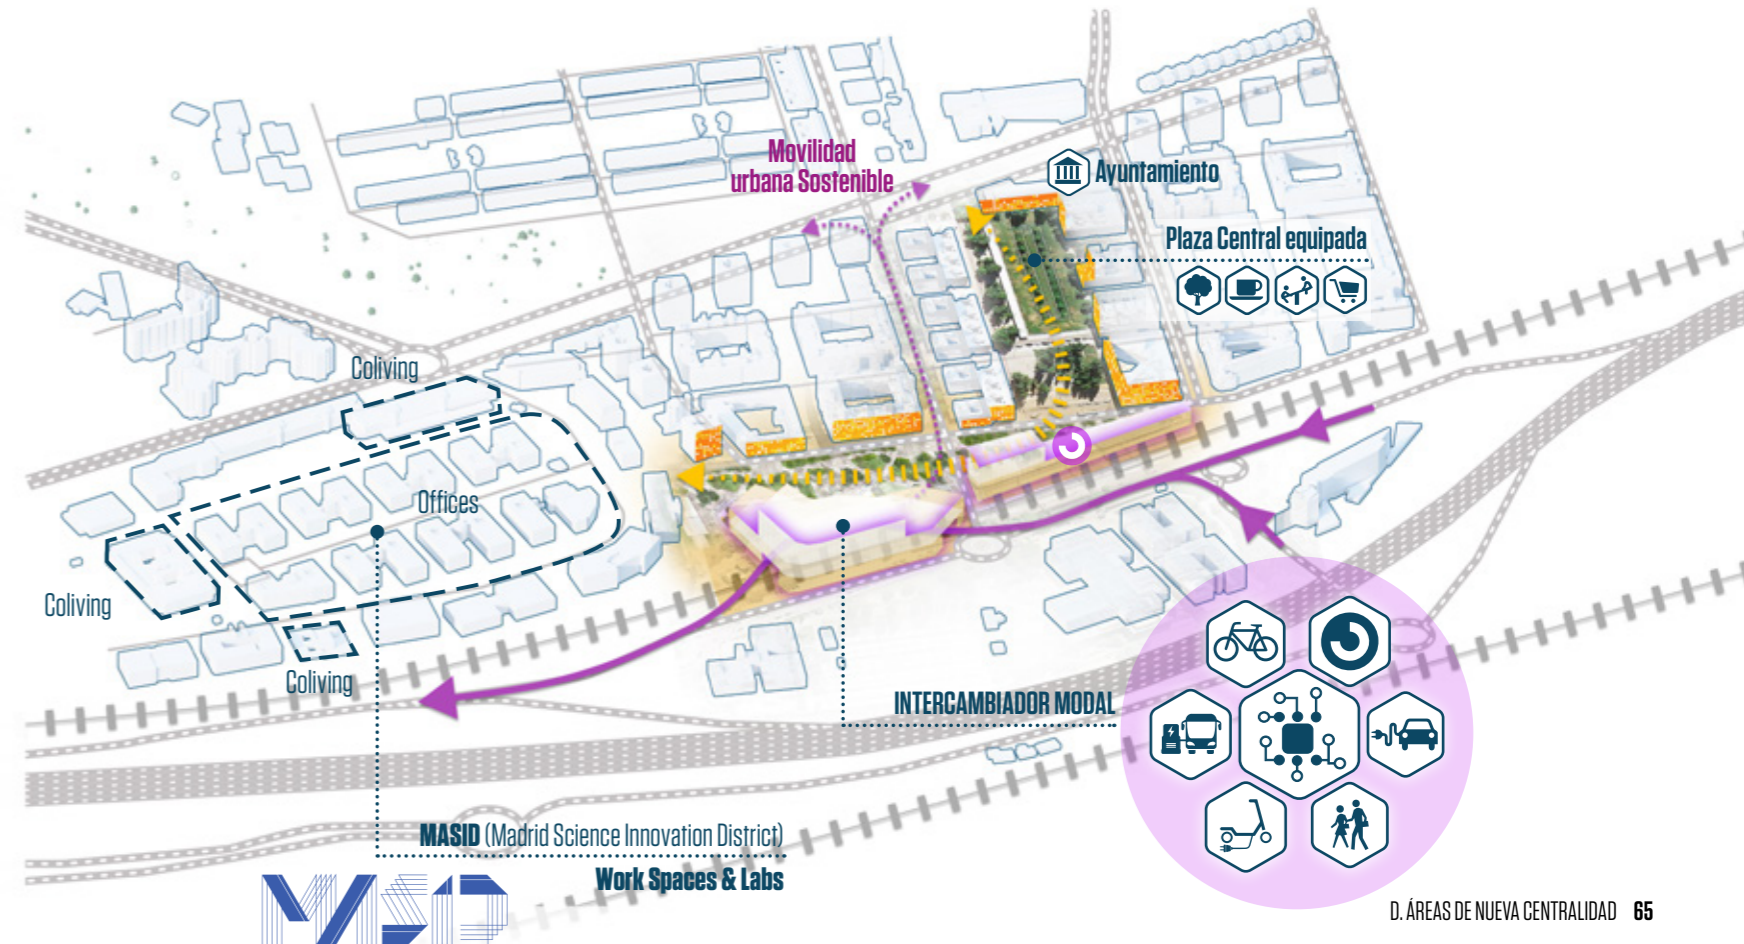 Movilidad
urbana Sostenible
Ayuntamiento
Plaza Central equipada
Coliving
Offices
Coliving
Coliving
INTERCAMBIADOR MODAL
MASID (Madrid Science Innovation District)
Work Spaces & Labs
D. ÁREAS DE NUEVA CENTRALIDAD 65